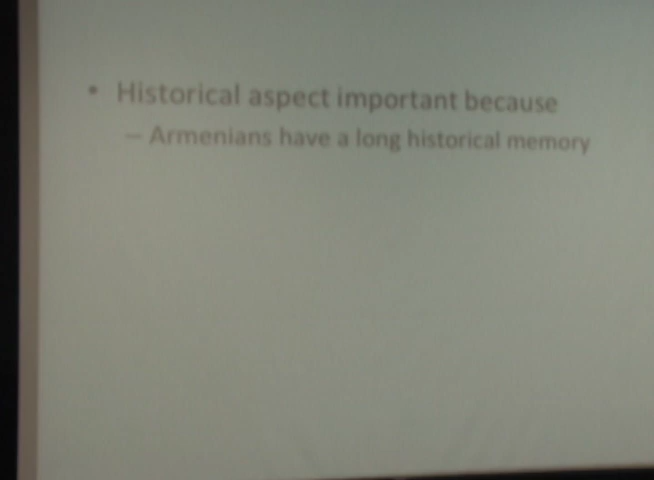 • Historical aspect important because
– Armenians have a long historical memory